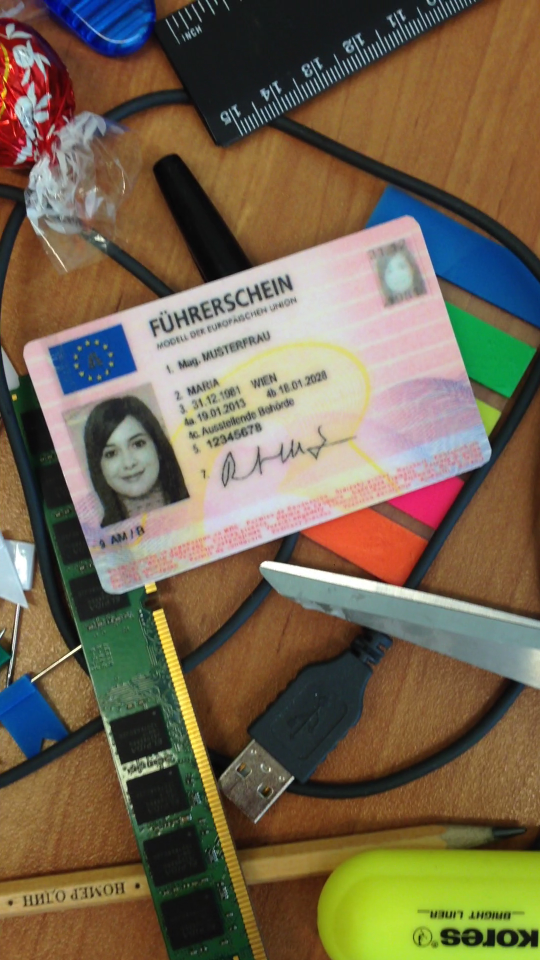 INCH
15 14 13 12 11
FÜHRERSCHEIN
MODELL DER EUROPÄISCHEN UNION
1. Mag. MUSTERFRAU
2. MARIA
3. 31.12.1981 WIEN
4a. 19.01.2013 4b. 18.01.2028
4c. Ausstellende Behörde
5. 12345678
7.
9. AM / B
• НОМЕР ОДИН •
kores
BRIGHT LINER